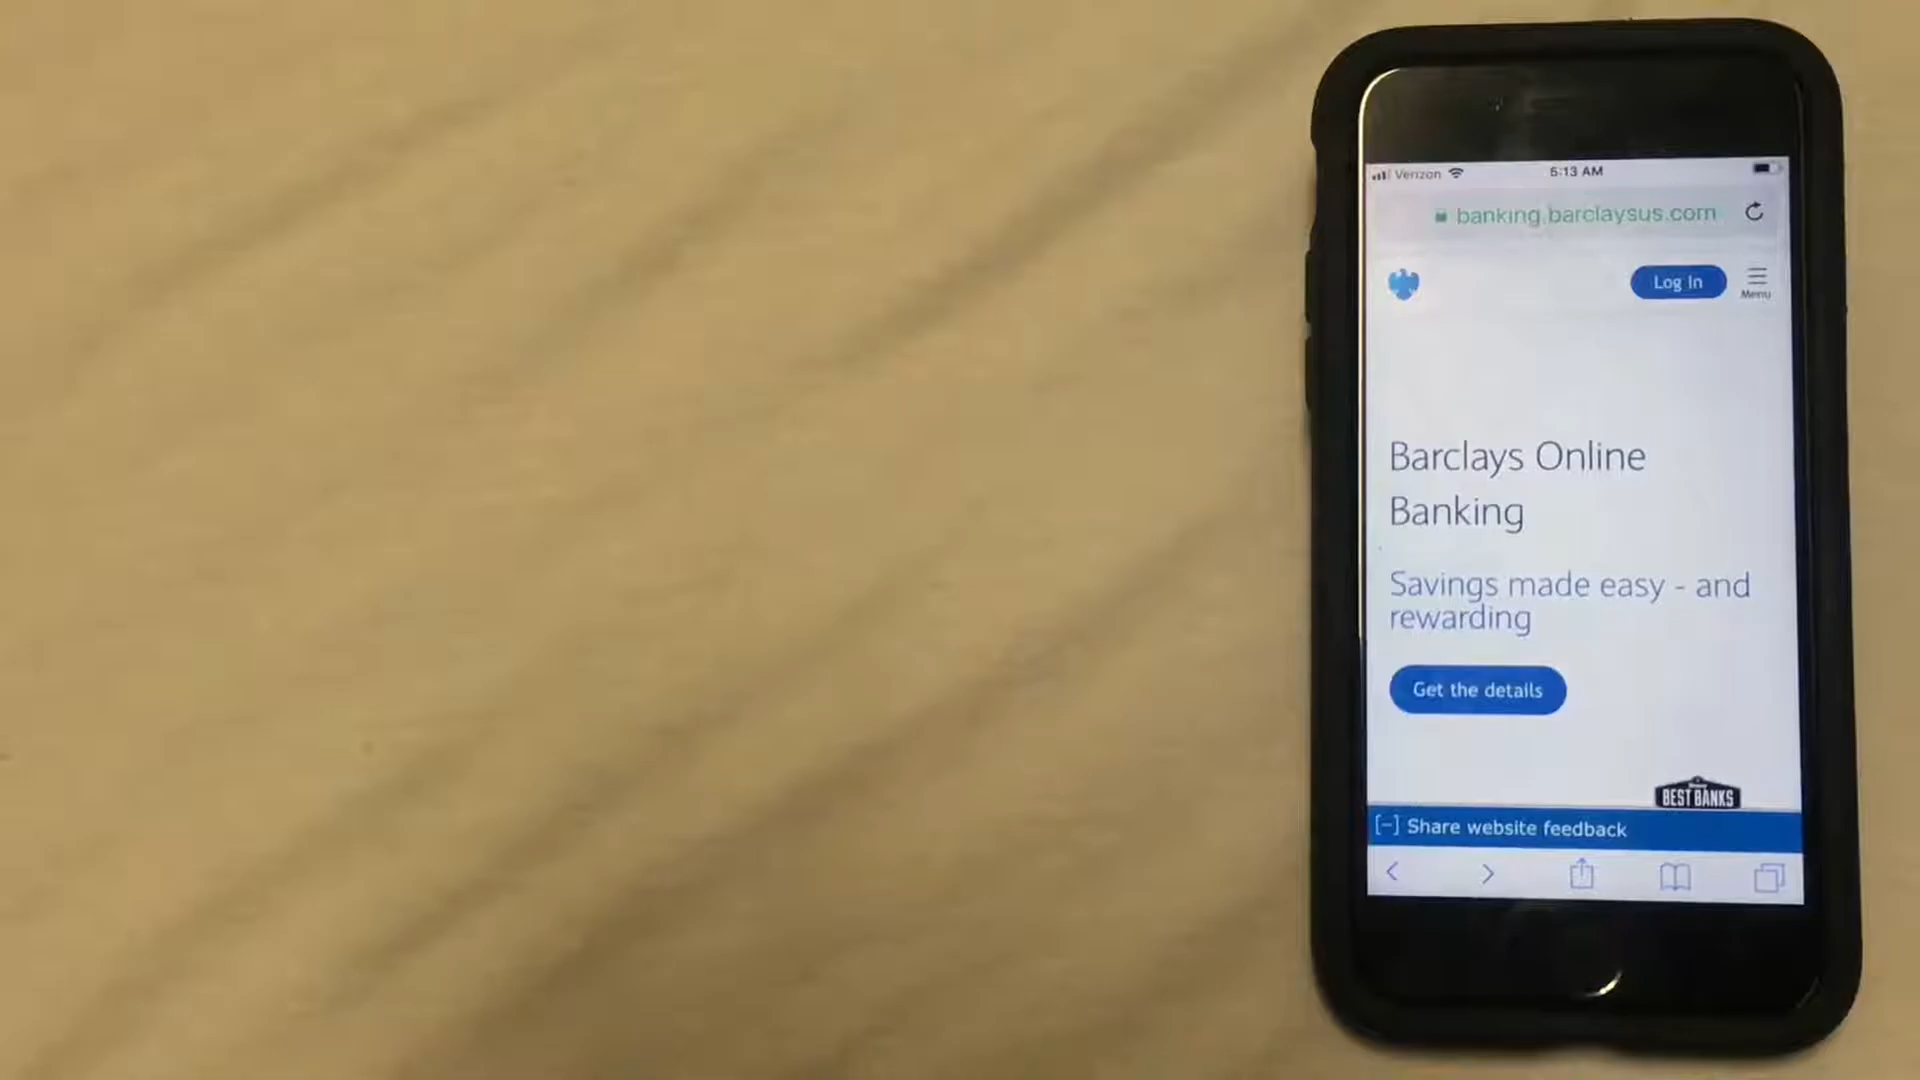 Verizon 5:13 AM
banking.barclaysus.com
Log In
Menu
Barclays Online
Banking
Savings made easy - and
rewarding
Get the details
BEST BANKS
[-] Share website feedback